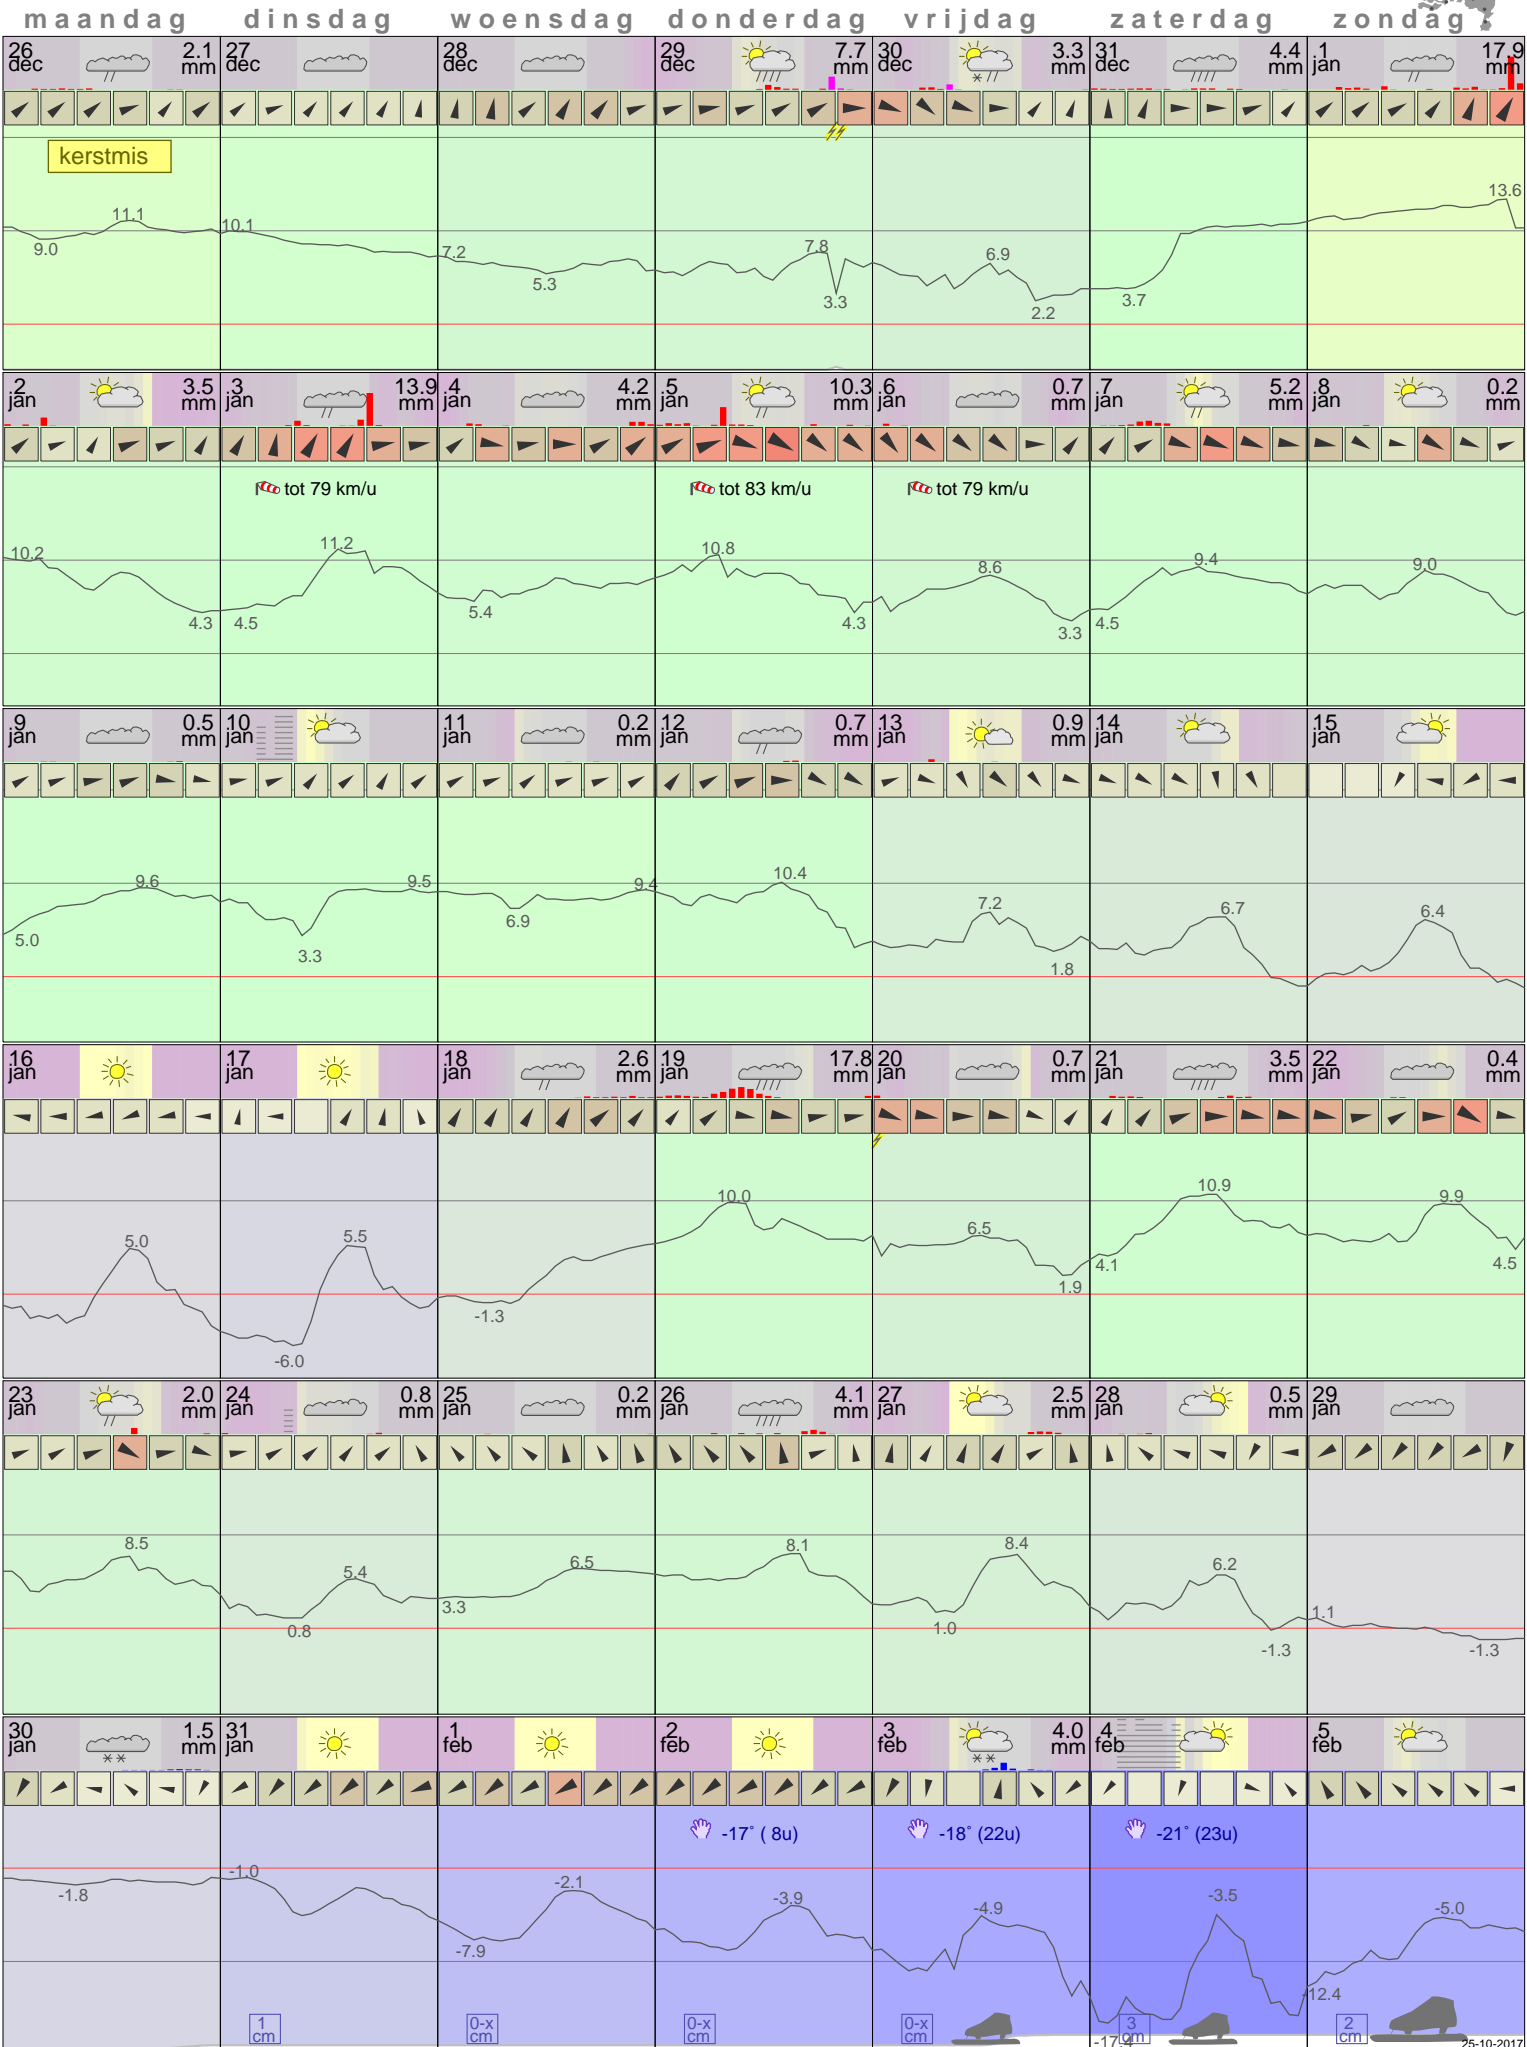 maandag dinsdag woensdag donderdag vrijdag zaterdag zondag
26 dec 2.1 mm 27 dec 28 dec 29 dec 7.7 mm 30 dec 3.3 mm 31 dec 4.4 mm 1 jan 17.9 mm
kerstmis
9.0 11.1 10.1 7.2 5.3 7.8 3.3 6.9 2.2 3.7 13.6
2 jan 3.5 mm 3 jan 13.9 mm 4 jan 4.2 mm 5 jan 10.3 mm 6 jan 0.7 mm 7 jan 5.2 mm 8 jan 0.2 mm
tot 79 km/u tot 83 km/u tot 79 km/u
10.2 4.3 4.5 11.2 5.4 10.8 4.3 8.6 3.3 4.5 9.4 9.0
9 jan 0.5 mm 10 jan 11 jan 0.2 mm 12 jan 0.7 mm 13 jan 0.9 mm 14 jan 15 jan
5.0 9.6 3.3 9.5 6.9 9.4 10.4 7.2 1.8 6.7 6.4
16 jan 17 jan 18 jan 2.6 mm 19 jan 17.8 mm 20 jan 0.7 mm 21 jan 3.5 mm 22 jan 0.4 mm
5.0 -6.0 5.5 -1.3 10.0 6.5 1.9 4.1 10.9 9.9 4.5
23 jan 2.0 mm 24 jan 0.8 mm 25 jan 0.2 mm 26 jan 4.1 mm 27 jan 2.5 mm 28 jan 0.5 mm 29 jan
8.5 0.8 5.4 3.3 6.5 8.1 1.0 8.4 6.2 -1.3 1.1 -1.3
30 jan 1.5 mm 31 jan 1 feb 2 feb 3 feb 4.0 mm 4 feb 5 feb
-17° ( 8u) -18° (22u) -21° (23u)
-1.8 -1.0 -7.9 -2.1 -3.9 -4.9 -17.4 -3.5 -12.4 -5.0
1 cm 0-x cm 0-x cm 0-x cm 3 cm 2 cm
25-10-2017